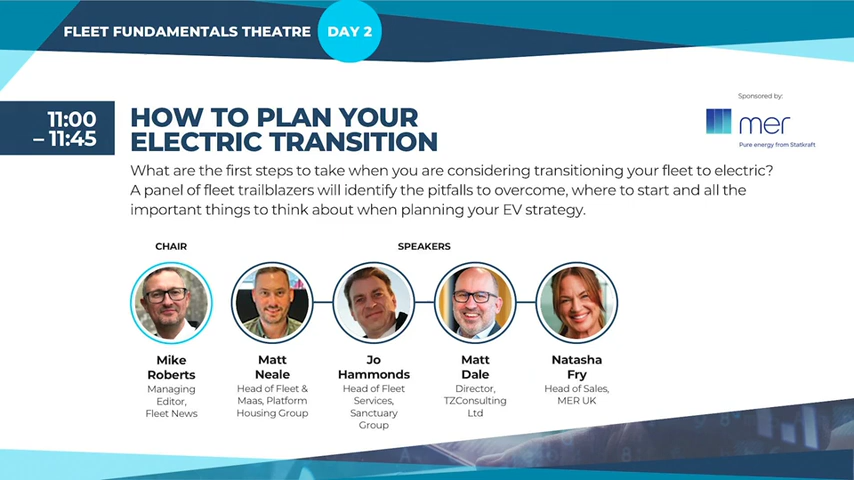 FLEET FUNDAMENTALS THEATRE
DAY 2
11:00
– 11:45
HOW TO PLAN YOUR
ELECTRIC TRANSITION
Sponsored by:
mer
Pure energy from Statkraft
What are the first steps to take when you are considering transitioning your fleet to electric?
A panel of fleet trailblazers will identify the pitfalls to overcome, where to start and all the
important things to think about when planning your EV strategy.
CHAIR
SPEAKERS
Mike
Roberts
Managing
Editor,
Fleet News
Matt
Neale
Head of Fleet &
Maas, Platform
Housing Group
Jo
Hammonds
Head of Fleet
Services,
Sanctuary
Group
Matt
Dale
Director,
TZConsulting
Ltd
Natasha
Fry
Head of Sales,
MER UK